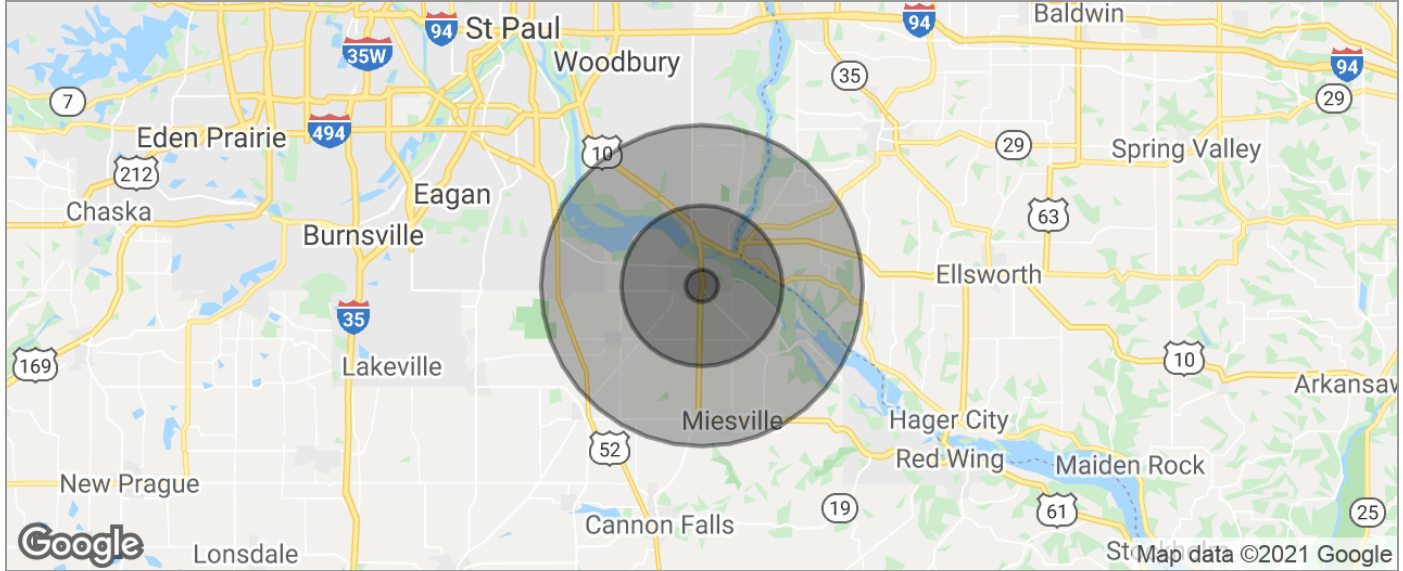 Baldwin
94
St Paul
94
35W
Woodbury
35
94
7
29
494
Eden Prairie
10
29
Spring Valley
212
Eagan
Chaska
63
Burnsville
Ellsworth
35
169
Lakeville
10
Arkansaw
Miesville
Hager City
52
Red Wing
Maiden Rock
New Prague
19
61
25
Cannon Falls
Google
Lonsdale
Map data ©2021 Google